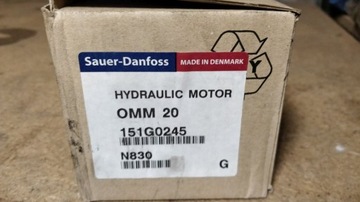 Sauer-Danfoss MADE IN DENMARK
HYDRAULIC MOTOR
OMM 20
151G0245
N830
G